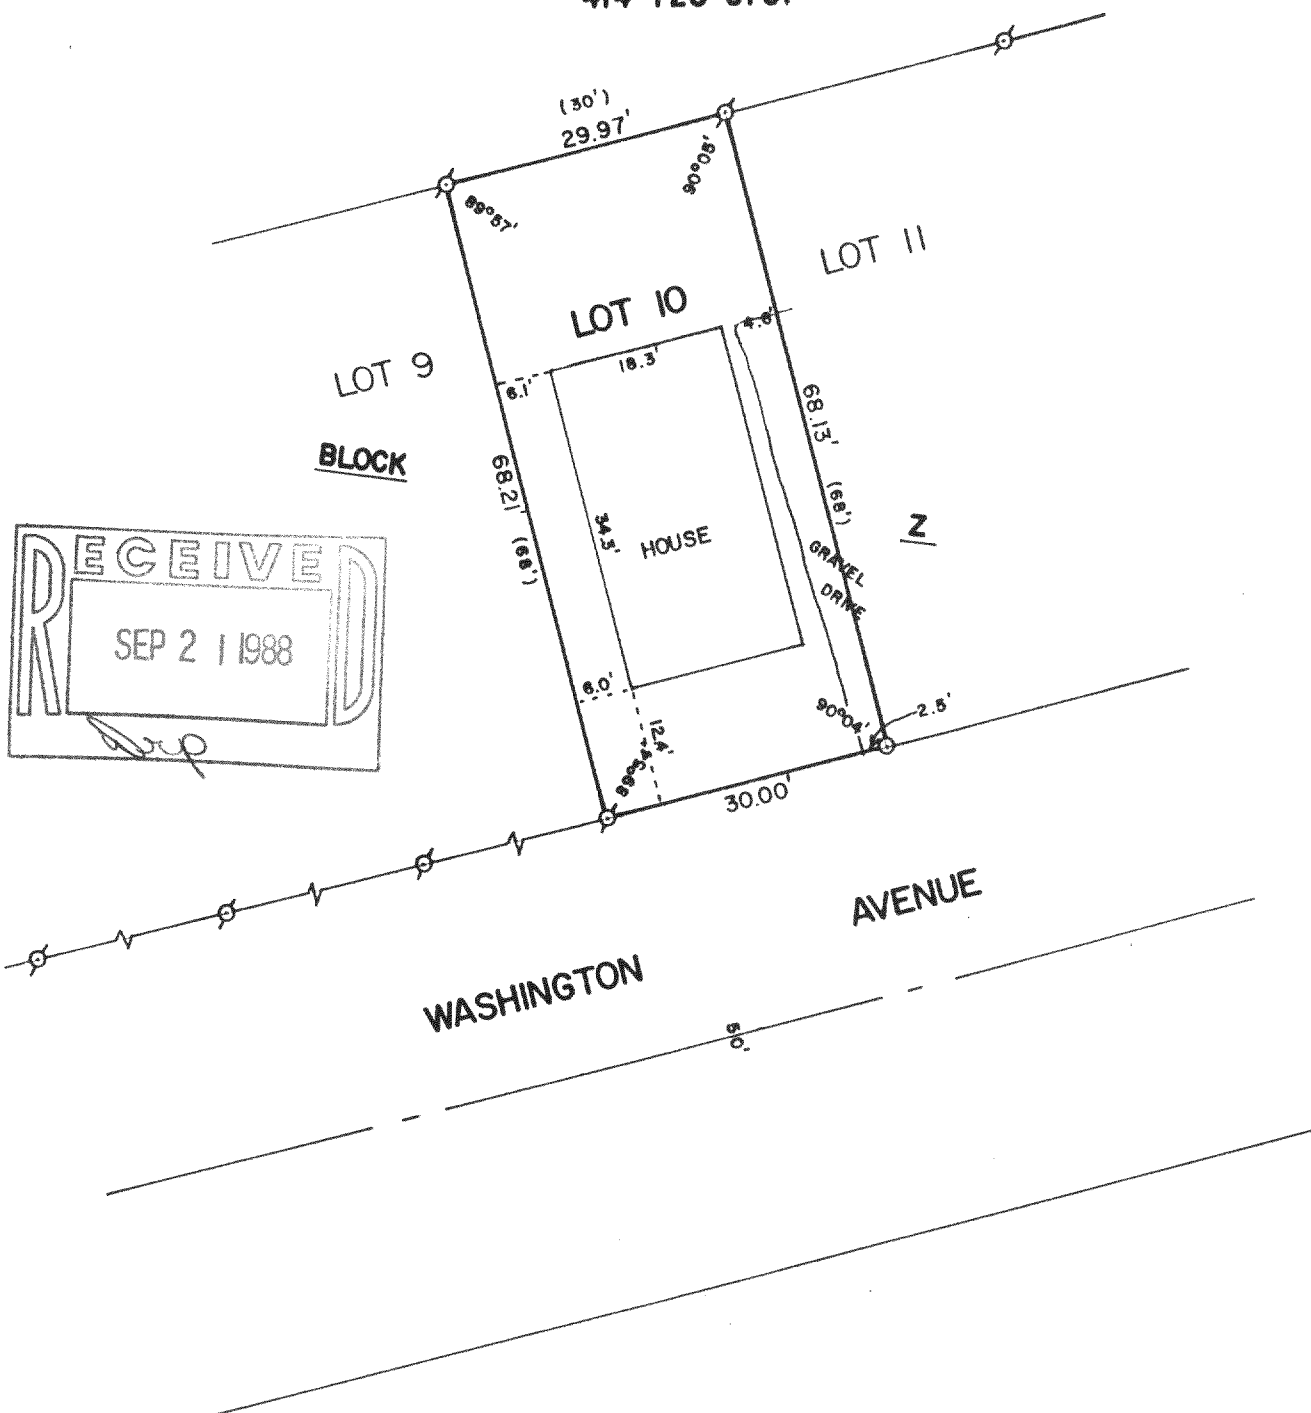 (30')
29.97'
89°57'
90°05'
LOT 11
LOT 10
4.6'
LOT 9
18.3'
6.1'
68.13'
(68')
BLOCK
68.21'
(68')
34.3'
HOUSE
Z
GRAVEL
DRIVE
RECEIVED
SEP 21 1988
6.0'
12.4'
90°04'
2.5'
30.00'
WASHINGTON AVENUE
50'